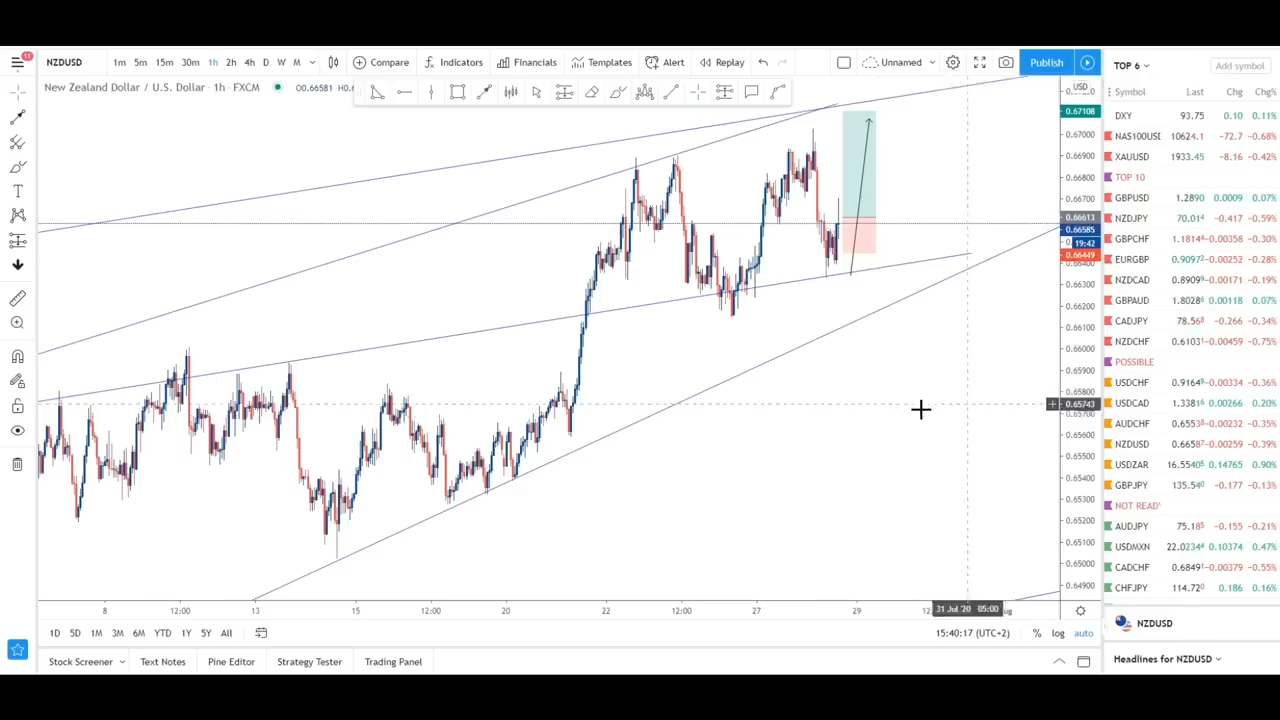 11
NZDUSD 1m 5m 15m 30m 1h 2h 4h D W M Compare Indicators Financials Templates Alert Replay Unnamed Publish
New Zealand Dollar / U.S. Dollar · 1h · FXCM O0.66581
USD
0.67108
0.67000
0.66900
0.66800
0.66700
0.66613
0.66585
19:42
0.66449
0.66400
0.66300
0.66200
0.66100
0.66000
0.65900
0.65800
0.65743
0.65700
0.65600
0.65500
0.65400
0.65300
0.65200
0.65100
0.65000
0.64900
8 12:00 13 15 12:00 20 22 12:00 27 29 31 Jul '20 05:00
1D 5D 1M 3M 6M YTD 1Y 5Y All
15:40:17 (UTC+2) % log auto
Stock Screener Text Notes Pine Editor Strategy Tester Trading Panel
TOP 6 Add symbol
Symbol Last Chg Chg%
DXY 93.75 0.10 0.11%
NAS100USD 10624.1 -72.7 -0.68%
XAUUSD 1933.45 -8.16 -0.42%
TOP 10
GBPUSD 1.2890 0.0009 0.07%
NZDJPY 70.014 -0.417 -0.59%
GBPCHF 1.1814 -0.00358 -0.30%
EURGBP 0.9097 -0.00252 -0.28%
NZDCAD 0.8909 -0.00171 -0.19%
GBPAUD 1.8028 0.00118 0.07%
CADJPY 78.56 -0.266 -0.34%
NZDCHF 0.6103 -0.00459 -0.75%
POSSIBLE
USDCHF 0.9164 -0.00334 -0.36%
USDCAD 1.3381 0.00266 0.20%
AUDCHF 0.6553 -0.00232 -0.35%
NZDUSD 0.6658 -0.00259 -0.39%
USDZAR 16.5540 0.14765 0.90%
GBPJPY 135.54 -0.177 -0.13%
NOT READY
AUDJPY 75.18 -0.155 -0.21%
USDMXN 22.0234 0.10374 0.47%
CADCHF 0.6849 -0.00379 -0.55%
CHFJPY 114.72 0.186 0.16%
NZDUSD
Headlines for NZDUSD